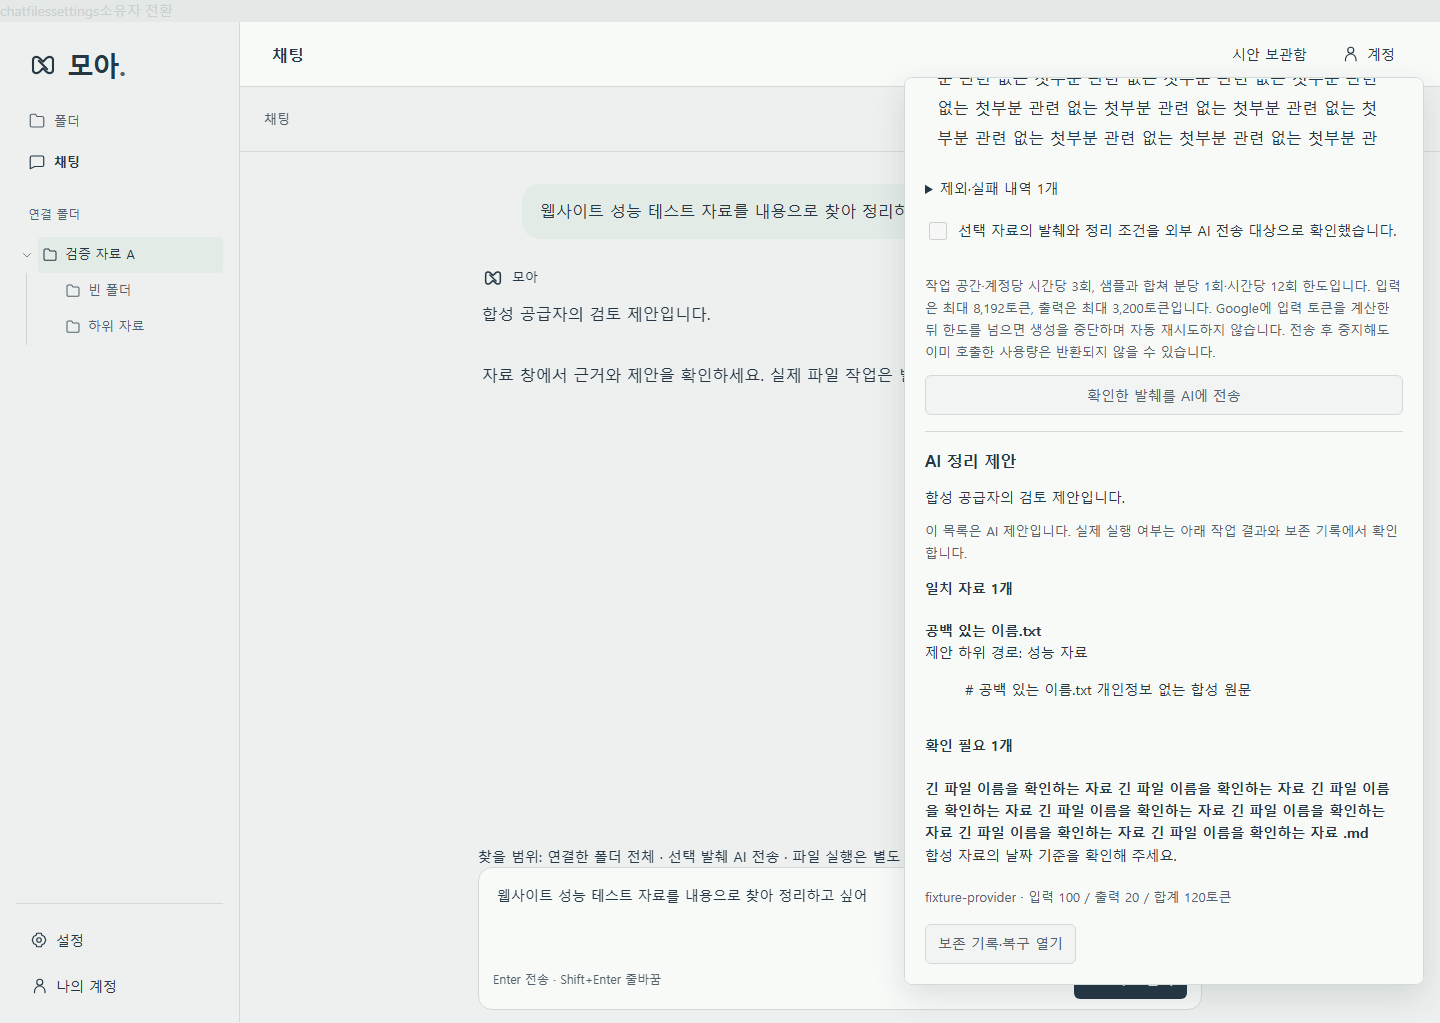 chatfilessettings소유자 전환
모아.
폴더
채팅
연결 폴더
검증 자료 A
빈 폴더
하위 자료
설정
나의 계정
채팅
시안 보관함
계정
채팅
웹사이트 성능 테스트 자료를 내용으로 찾아 정리하
모아
합성 공급자의 검토 제안입니다.
자료 창에서 근거와 제안을 확인하세요. 실제 파일 작업은
찾을 범위: 연결한 폴더 전체 · 선택 발췌 AI 전송 · 파일 실행은 별도
웹사이트 성능 테스트 자료를 내용으로 찾아 정리하고 싶어
Enter 전송 · Shift+Enter 줄바꿈
분 관련 없는 첫부분 관련 없는 첫부분 관련 없는 첫부분 관련
없는 첫부분 관련 없는 첫부분 관련 없는 첫부분 관련 없는 첫
부분 관련 없는 첫부분 관련 없는 첫부분 관련 없는 첫부분 관
제외·실패 내역 1개
선택 자료의 발췌와 정리 조건을 외부 AI 전송 대상으로 확인했습니다.
작업 공간·계정당 시간당 3회, 샘플과 합쳐 분당 1회·시간당 12회 한도입니다. 입력
은 최대 8,192토큰, 출력은 최대 3,200토큰입니다. Google에 입력 토큰을 계산한
뒤 한도를 넘으면 생성을 중단하며 자동 재시도하지 않습니다. 전송 후 중지해도
이미 호출한 사용량은 반환되지 않을 수 있습니다.
확인한 발췌를 AI에 전송
AI 정리 제안
합성 공급자의 검토 제안입니다.
이 목록은 AI 제안입니다. 실제 실행 여부는 아래 작업 결과와 보존 기록에서 확인
합니다.
일치 자료 1개
공백 있는 이름.txt
제안 하위 경로: 성능 자료
# 공백 있는 이름.txt 개인정보 없는 합성 원문
확인 필요 1개
긴 파일 이름을 확인하는 자료 긴 파일 이름을 확인하는 자료 긴 파일 이름
을 확인하는 자료 긴 파일 이름을 확인하는 자료 긴 파일 이름을 확인하는
자료 긴 파일 이름을 확인하는 자료 긴 파일 이름을 확인하는 자료 .md
합성 자료의 날짜 기준을 확인해 주세요.
fixture-provider · 입력 100 / 출력 20 / 합계 120토큰
보존 기록·복구 열기